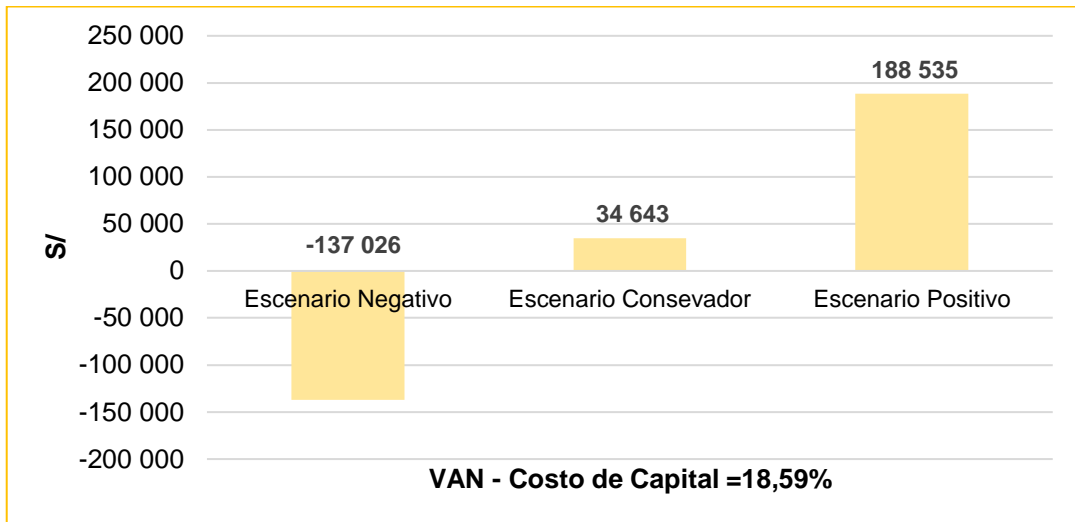 250 000
200 000
150 000
100 000
50 000
0
-50 000
-100 000
-150 000
-200 000
S/
-137 026
34 643
188 535
Escenario Negativo
Escenario Consevador
Escenario Positivo
VAN - Costo de Capital =18,59%